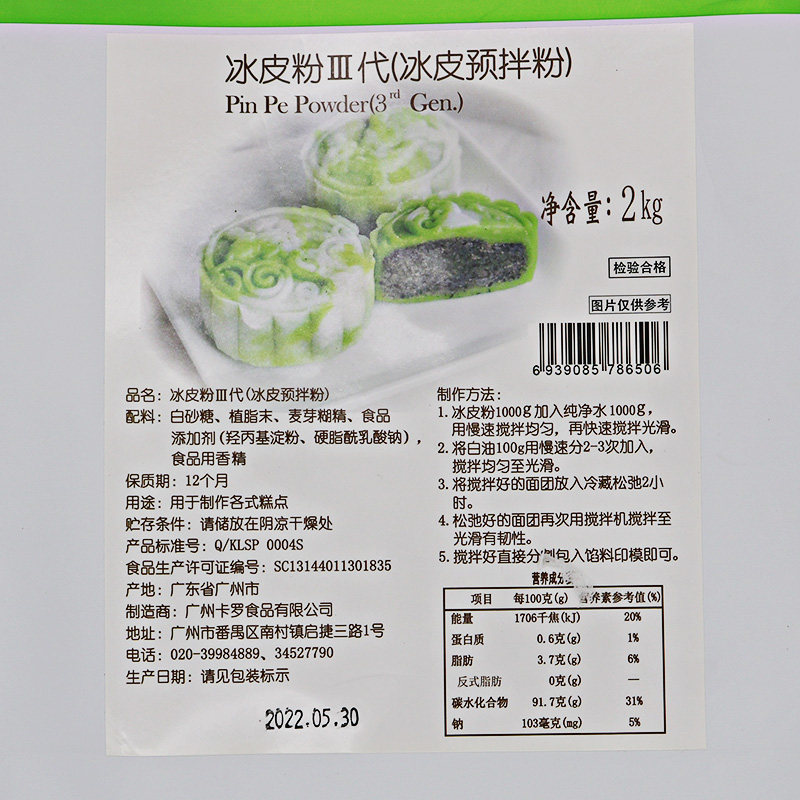 冰皮粉Ⅲ代(冰皮预拌粉)
Pin Pe Powder(3rd Gen.)
净含量: 2kg
检验合格
图片仅供参考
6 939085 786506
品名: 冰皮粉Ⅲ代(冰皮预拌粉)
配料: 白砂糖、植脂末、麦芽糊精、食品
添加剂(羟丙基淀粉、硬脂酰乳酸钠),
食品用香精
保质期: 12个月
用途: 用于制作各式糕点
贮存条件: 请储放在阴凉干燥处
产品标准号: Q/KLSP 0004S
食品生产许可证编号: SC13144011301835
产地: 广东省广州市
制造商: 广州卡罗食品有限公司
地址: 广州市番禺区南村镇启捷三路1号
电话: 020-39984889、34527790
生产日期: 请见包装标示
2022.05.30
制作方法:
1. 冰皮粉1000g加入纯净水1000g,
用慢速搅拌均匀, 再快速搅拌光滑。
2. 将白油100g用慢速分2-3次加入,
搅拌均匀至光滑。
3. 将搅拌好的面团放入冷藏松弛2小
时。
4. 松弛好的面团再次用搅拌机搅拌至
光滑有韧性。
5. 搅拌好直接分割包入馅料印模即可。
营养成分
项目 每100克(g) 营养素参考值(%)
能量 1706千焦(kJ) 20%
蛋白质 0.6克(g) 1%
脂肪 3.7克(g) 6%
反式脂肪 0克(g) —
碳水化合物 91.7克(g) 31%
钠 103毫克(mg) 5%